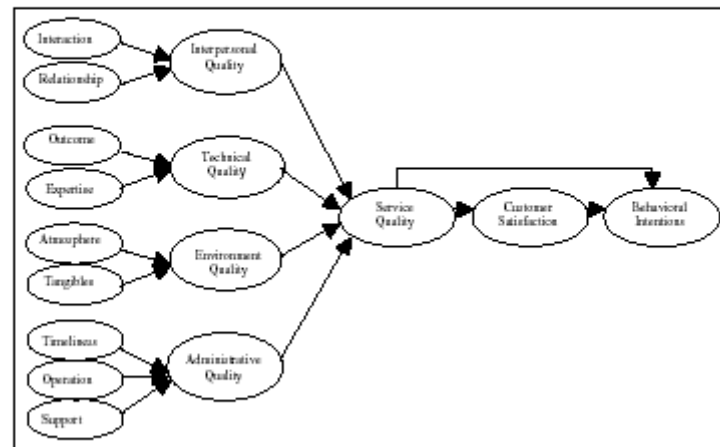 Interaction
Relationship
Interpersonal
Quality
Outcome
Expertise
Technical
Quality
Atmosphere
Tangibles
Environment
Quality
Timeliness
Operation
Support
Administrative
Quality
Service
Quality
Customer
Satisfaction
Behavioral
Intentions